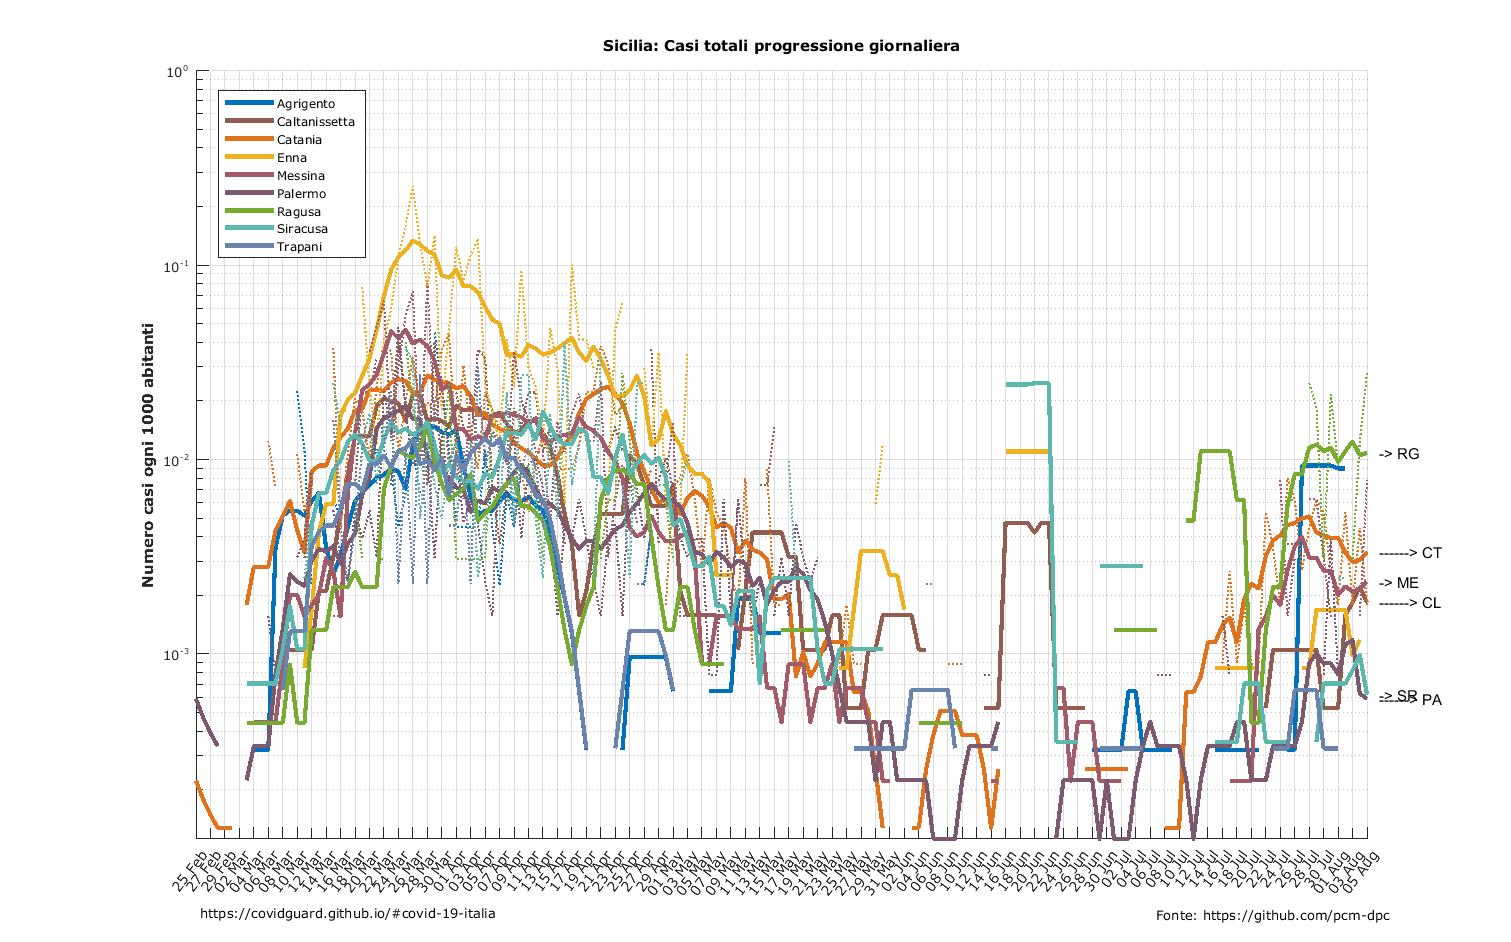 Sicilia: Casi totali progressione giornaliera
10^0
10^-1
10^-2
10^-3
Numero casi ogni 1000 abitanti
Agrigento
Caltanissetta
Catania
Enna
Messina
Palermo
Ragusa
Siracusa
Trapani
-> RG
------> CT
-> ME
------> CL
-> SR
------> PA
25 Feb
27 Feb
29 Feb
02 Mar
04 Mar
06 Mar
08 Mar
10 Mar
12 Mar
14 Mar
16 Mar
18 Mar
20 Mar
22 Mar
24 Mar
26 Mar
28 Mar
30 Mar
01 Apr
03 Apr
05 Apr
07 Apr
09 Apr
11 Apr
13 Apr
15 Apr
17 Apr
19 Apr
21 Apr
23 Apr
25 Apr
27 Apr
29 Apr
01 May
03 May
05 May
07 May
09 May
11 May
13 May
15 May
17 May
19 May
21 May
23 May
25 May
27 May
29 May
31 May
02 Jun
04 Jun
06 Jun
08 Jun
10 Jun
12 Jun
14 Jun
16 Jun
18 Jun
20 Jun
22 Jun
24 Jun
26 Jun
28 Jun
30 Jun
02 Jul
04 Jul
06 Jul
08 Jul
10 Jul
12 Jul
14 Jul
16 Jul
18 Jul
20 Jul
22 Jul
24 Jul
26 Jul
28 Jul
30 Jul
01 Aug
03 Aug
05 Aug
https://covidguard.github.io/#covid-19-italia
Fonte: https://github.com/pcm-dpc